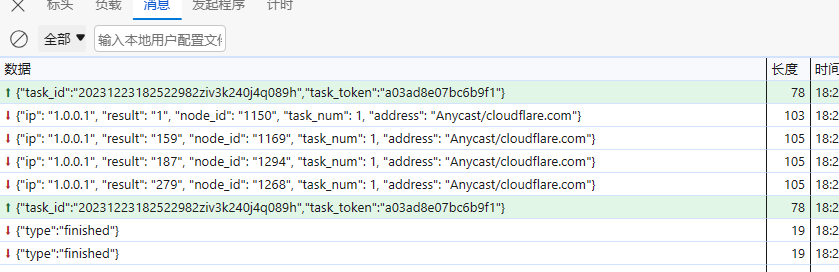 标头 负载 消息 发起程序 计时
全部 输入本地用户配置文件
数据 长度 时间
{"task_id":"20231223182522982ziv3k240j4q089h","task_token":"a03ad8e07bc6b9f1"} 78 18:2
{"ip": "1.0.0.1", "result": "1", "node_id": "1150", "task_num": 1, "address": "Anycast/cloudflare.com"} 103 18:2
{"ip": "1.0.0.1", "result": "159", "node_id": "1169", "task_num": 1, "address": "Anycast/cloudflare.com"} 105 18:2
{"ip": "1.0.0.1", "result": "187", "node_id": "1294", "task_num": 1, "address": "Anycast/cloudflare.com"} 105 18:2
{"ip": "1.0.0.1", "result": "279", "node_id": "1268", "task_num": 1, "address": "Anycast/cloudflare.com"} 105 18:2
{"task_id":"20231223182522982ziv3k240j4q089h","task_token":"a03ad8e07bc6b9f1"} 78 18:2
{"type":"finished"} 19 18:2
{"type":"finished"} 19 18:2